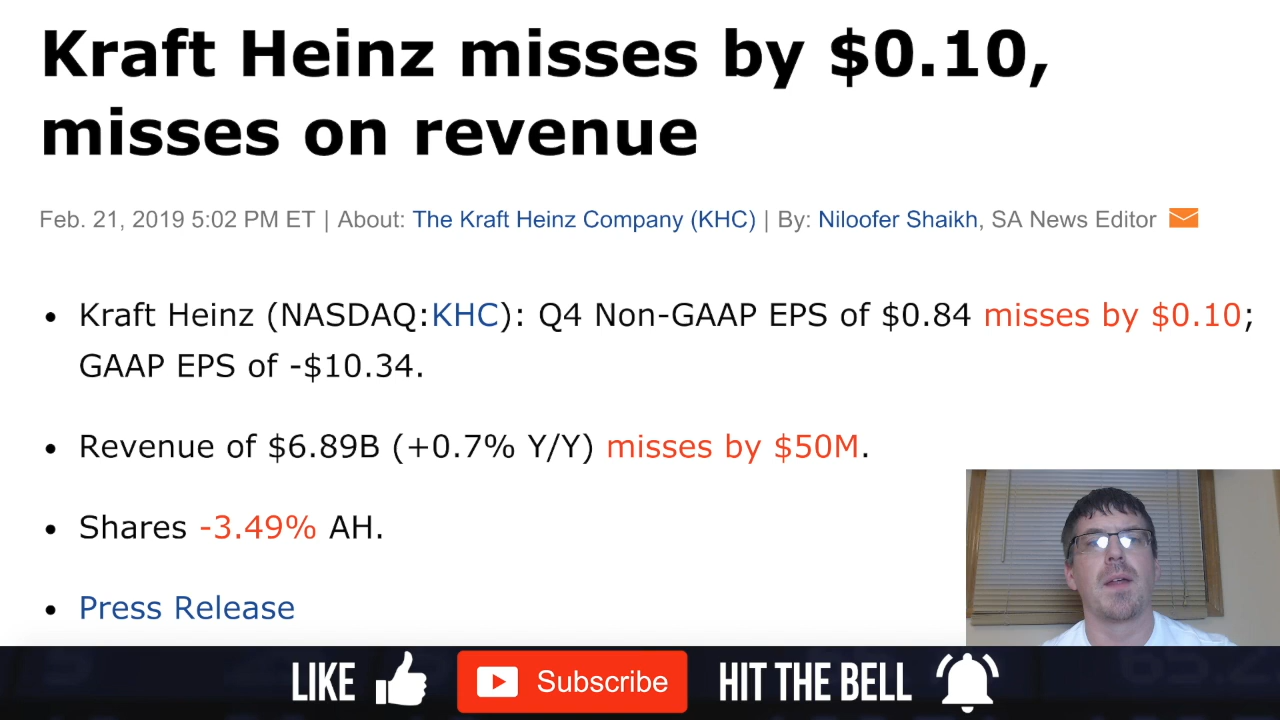 Kraft Heinz misses by $0.10,
misses on revenue
Feb. 21, 2019 5:02 PM ET | About: The Kraft Heinz Company (KHC) | By: Niloofer Shaikh, SA News Editor
• Kraft Heinz (NASDAQ:KHC): Q4 Non-GAAP EPS of $0.84 misses by $0.10;
GAAP EPS of -$10.34.
• Revenue of $6.89B (+0.7% Y/Y) misses by $50M.
• Shares -3.49% AH.
• Press Release
LIKE Subscribe HIT THE BELL